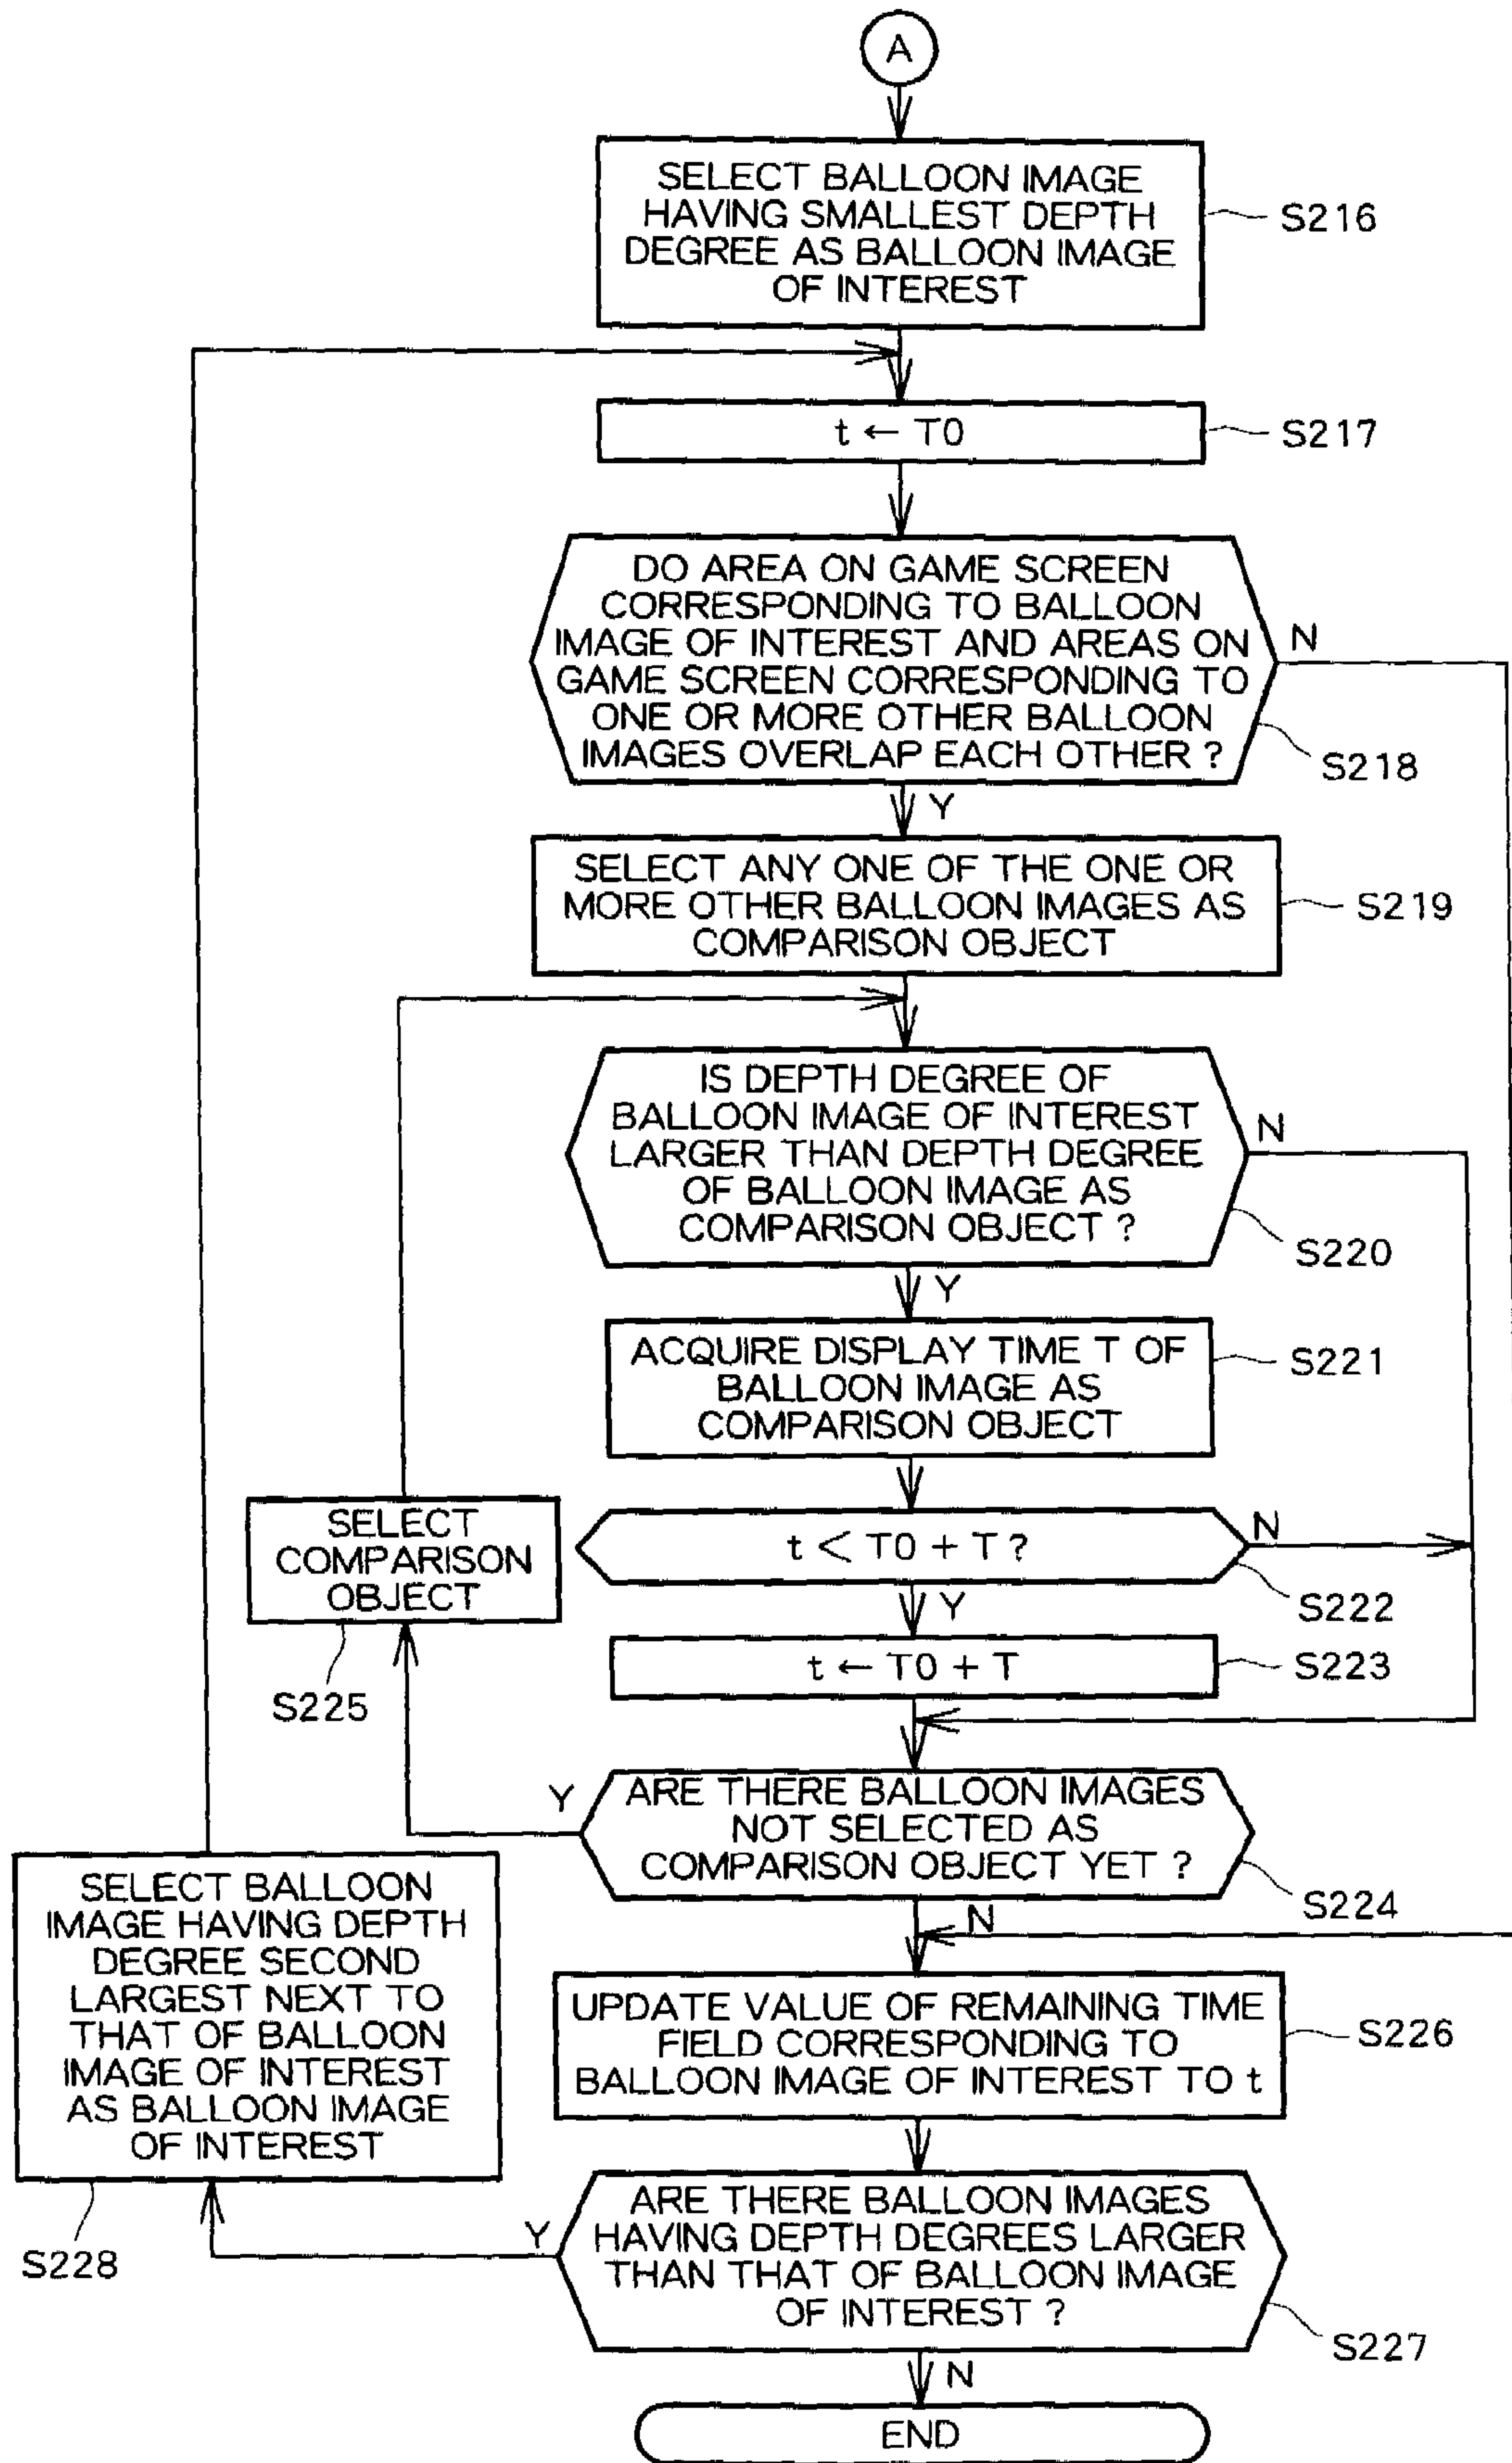 A
SELECT BALLOON IMAGE
HAVING SMALLEST DEPTH
DEGREE AS BALLOON IMAGE
OF INTEREST
S216
t ← T0
S217
DO AREA ON GAME SCREEN
CORRESPONDING TO BALLOON
IMAGE OF INTEREST AND AREAS ON
GAME SCREEN CORRESPONDING TO
ONE OR MORE OTHER BALLOON
IMAGES OVERLAP EACH OTHER ?
N
S218
Y
SELECT ANY ONE OF THE ONE OR
MORE OTHER BALLOON IMAGES AS
COMPARISON OBJECT
S219
IS DEPTH DEGREE OF
BALLOON IMAGE OF INTEREST
LARGER THAN DEPTH DEGREE
OF BALLOON IMAGE AS
COMPARISON OBJECT ?
N
S220
Y
ACQUIRE DISPLAY TIME T OF
BALLOON IMAGE AS
COMPARISON OBJECT
S221
SELECT
COMPARISON
OBJECT
S225
t < T0 + T ?
N
S222
Y
t ← T0 + T
S223
ARE THERE BALLOON IMAGES
NOT SELECTED AS
COMPARISON OBJECT YET ?
Y
S224
N
SELECT BALLOON
IMAGE HAVING DEPTH
DEGREE SECOND
LARGEST NEXT TO
THAT OF BALLOON
IMAGE OF INTEREST
AS BALLOON IMAGE
OF INTEREST
S228
UPDATE VALUE OF REMAINING TIME
FIELD CORRESPONDING TO
BALLOON IMAGE OF INTEREST TO t
S226
ARE THERE BALLOON IMAGES
HAVING DEPTH DEGREES LARGER
THAN THAT OF BALLOON IMAGE
OF INTEREST ?
Y
S227
N
END